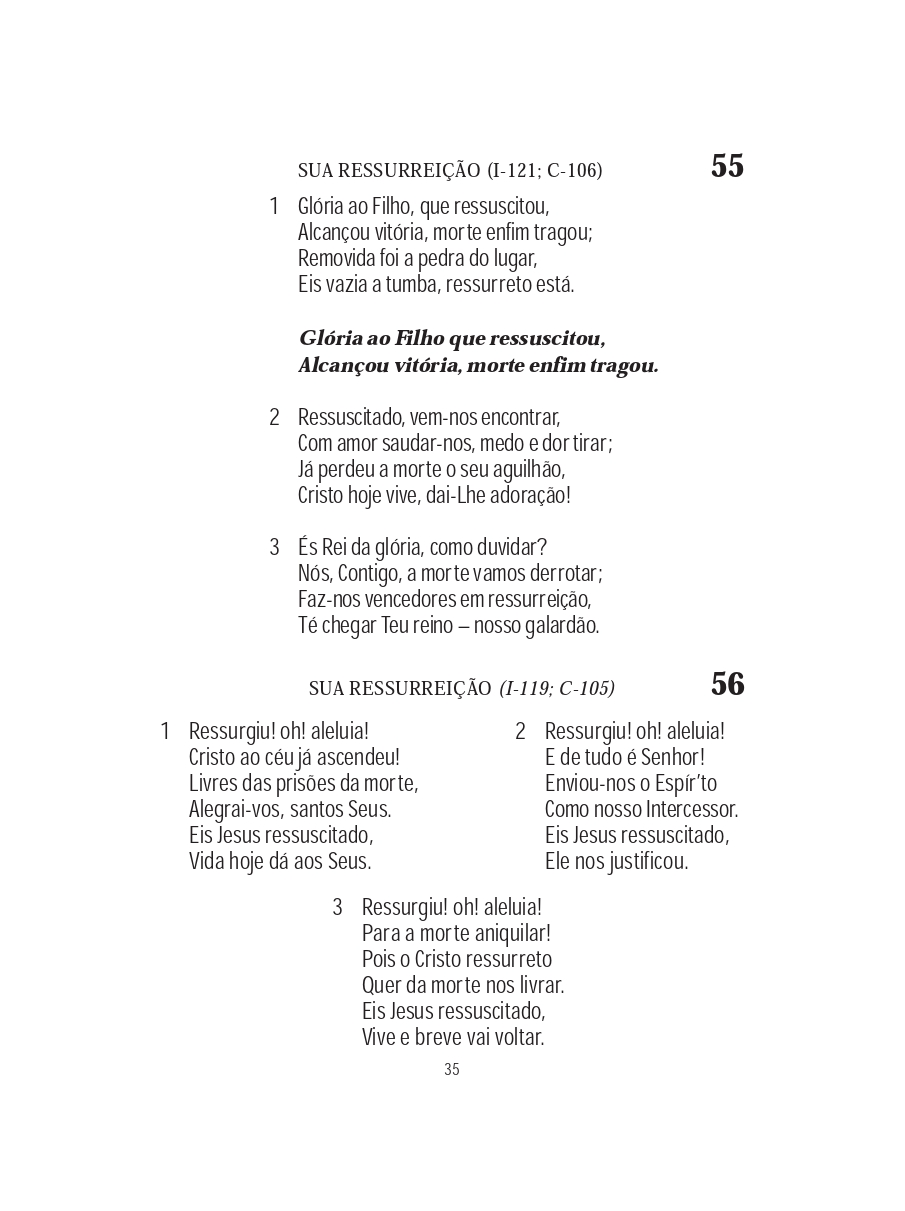 SUA RESSURREIÇÃO (I-121; C-106) 55
1 Glória ao Filho, que ressuscitou,
Alcançou vitória, morte enfim tragou;
Removida foi a pedra do lugar,
Eis vazia a tumba, ressurreto está.
Glória ao Filho que ressuscitou,
Alcançou vitória, morte enfim tragou.
2 Ressuscitado, vem-nos encontrar,
Com amor saudar-nos, medo e dor tirar;
Já perdeu a morte o seu aguilhão,
Cristo hoje vive, dai-Lhe adoração!
3 És Rei da glória, como duvidar?
Nós, Contigo, a morte vamos derrotar;
Faz-nos vencedores em ressurreição,
Té chegar Teu reino – nosso galardão.
SUA RESSURREIÇÃO (I-119; C-105) 56
1 Ressurgiu! oh! aleluia!
Cristo ao céu já ascendeu!
Livres das prisões da morte,
Alegrai-vos, santos Seus.
Eis Jesus ressuscitado,
Vida hoje dá aos Seus.
2 Ressurgiu! oh! aleluia!
E de tudo é Senhor!
Enviou-nos o Espír’to
Como nosso Intercessor.
Eis Jesus ressuscitado,
Ele nos justificou.
3 Ressurgiu! oh! aleluia!
Para a morte aniquilar!
Pois o Cristo ressurreto
Quer da morte nos livrar.
Eis Jesus ressuscitado,
Vive e breve vai voltar.
35